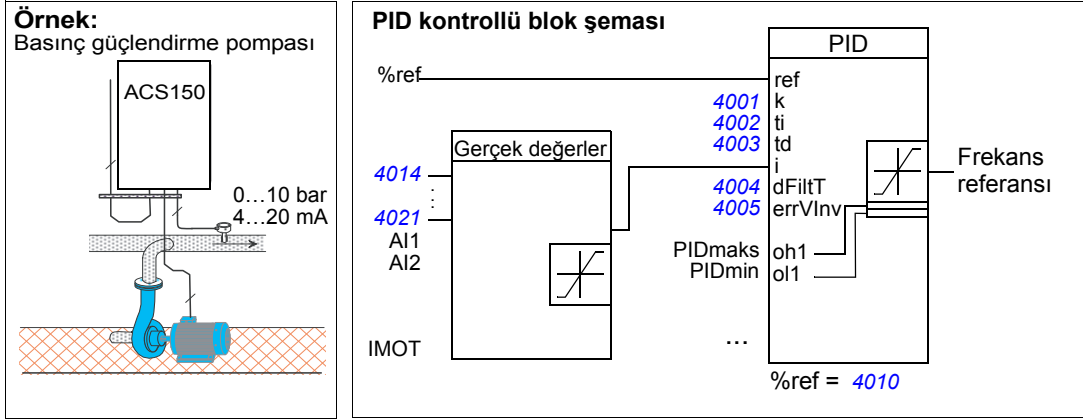 Örnek:
Basınç güçlendirme pompası
ACS150
0…10 bar
4…20 mA
PID kontrollü blok şeması
PID
%ref
ref
4001 k
4002 ti
4003 td
i
4004 dFiltT
4005 errVInv
Gerçek değerler
4014
⋮
4021
AI1
AI2
IMOT
PIDmaks oh1
PIDmin ol1
…
Frekans
referansı
%ref = 4010